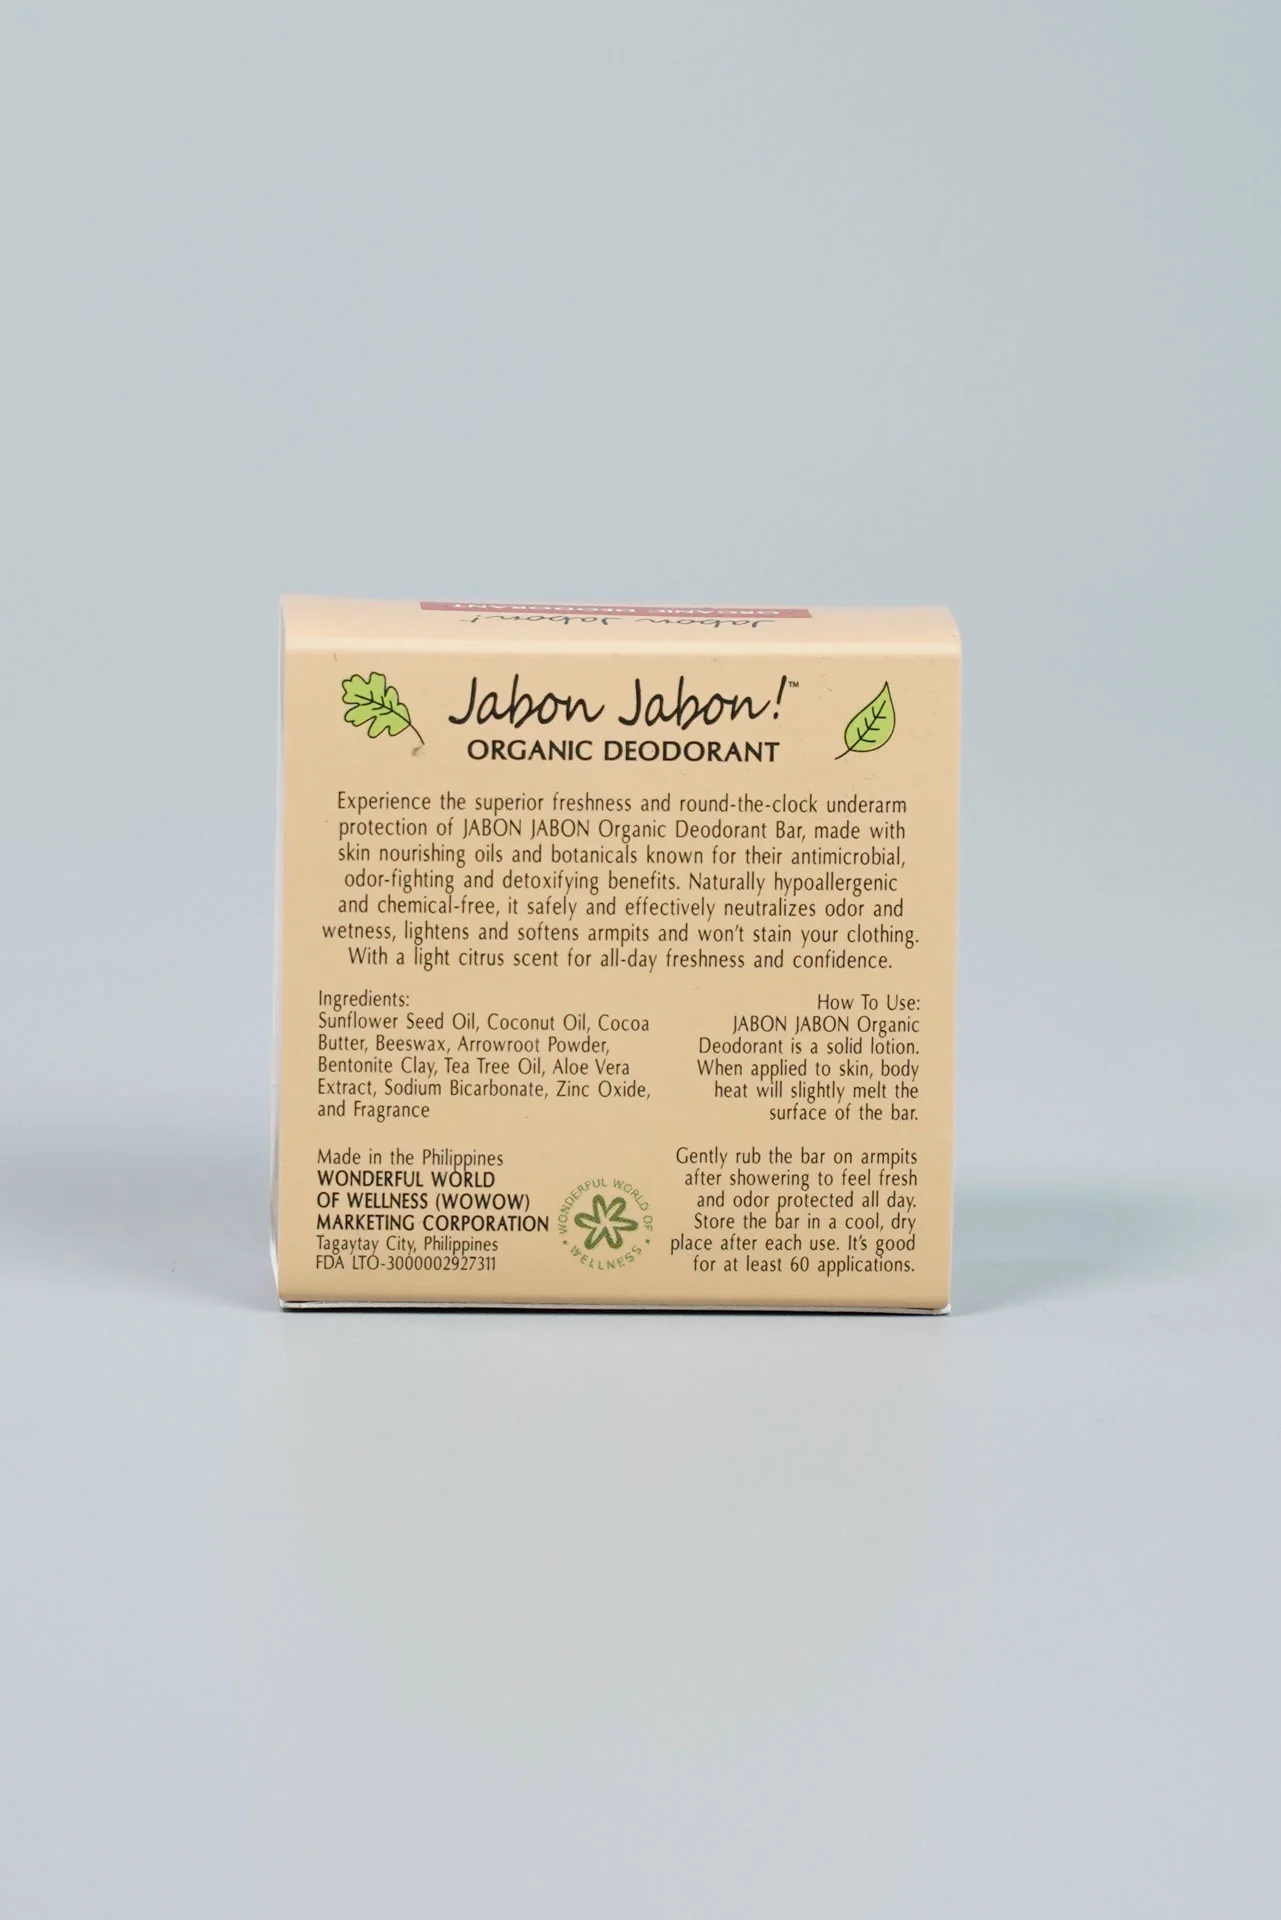 ORGANIC DEODORANT
Jabon Jabon!
Jabon Jabon!™
ORGANIC DEODORANT
Experience the superior freshness and round-the-clock underarm
protection of JABON JABON Organic Deodorant Bar, made with
skin nourishing oils and botanicals known for their antimicrobial,
odor-fighting and detoxifying benefits. Naturally hypoallergenic
and chemical-free, it safely and effectively neutralizes odor and
wetness, lightens and softens armpits and won't stain your clothing.
With a light citrus scent for all-day freshness and confidence.
Ingredients:
Sunflower Seed Oil, Coconut Oil, Cocoa
Butter, Beeswax, Arrowroot Powder,
Bentonite Clay, Tea Tree Oil, Aloe Vera
Extract, Sodium Bicarbonate, Zinc Oxide,
and Fragrance
Made in the Philippines
WONDERFUL WORLD
OF WELLNESS (WOWOW)
MARKETING CORPORATION
Tagaytay City, Philippines
FDA LTO-3000002927311
WONDERFUL WORLD OF
• WELLNESS •
How To Use:
JABON JABON Organic
Deodorant is a solid lotion.
When applied to skin, body
heat will slightly melt the
surface of the bar.
Gently rub the bar on armpits
after showering to feel fresh
and odor protected all day.
Store the bar in a cool, dry
place after each use. It's good
for at least 60 applications.